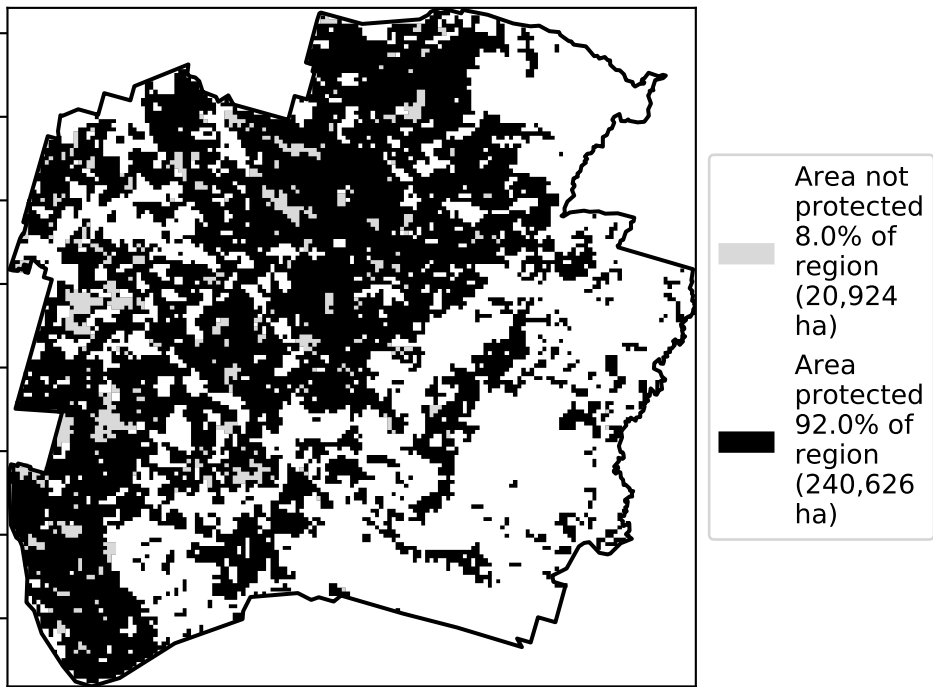 Area not
protected
8.0% of
region
(20,924
ha)
Area
protected
92.0% of
region
(240,626
ha)